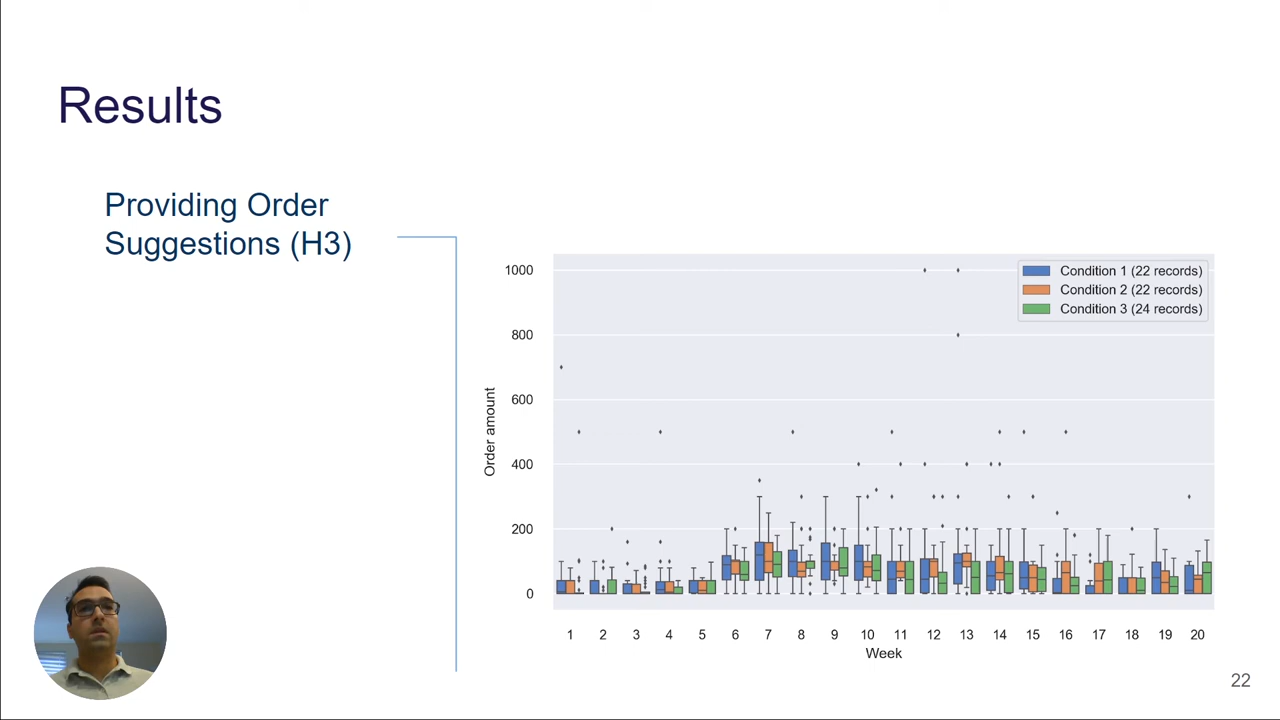 Results
Providing Order
Suggestions (H3)
Condition 1 (22 records)
Condition 2 (22 records)
Condition 3 (24 records)
1000
800
600
400
200
0
Order amount
1 2 3 4 5 6 7 8 9 10 11 12 13 14 15 16 17 18 19 20
Week
22